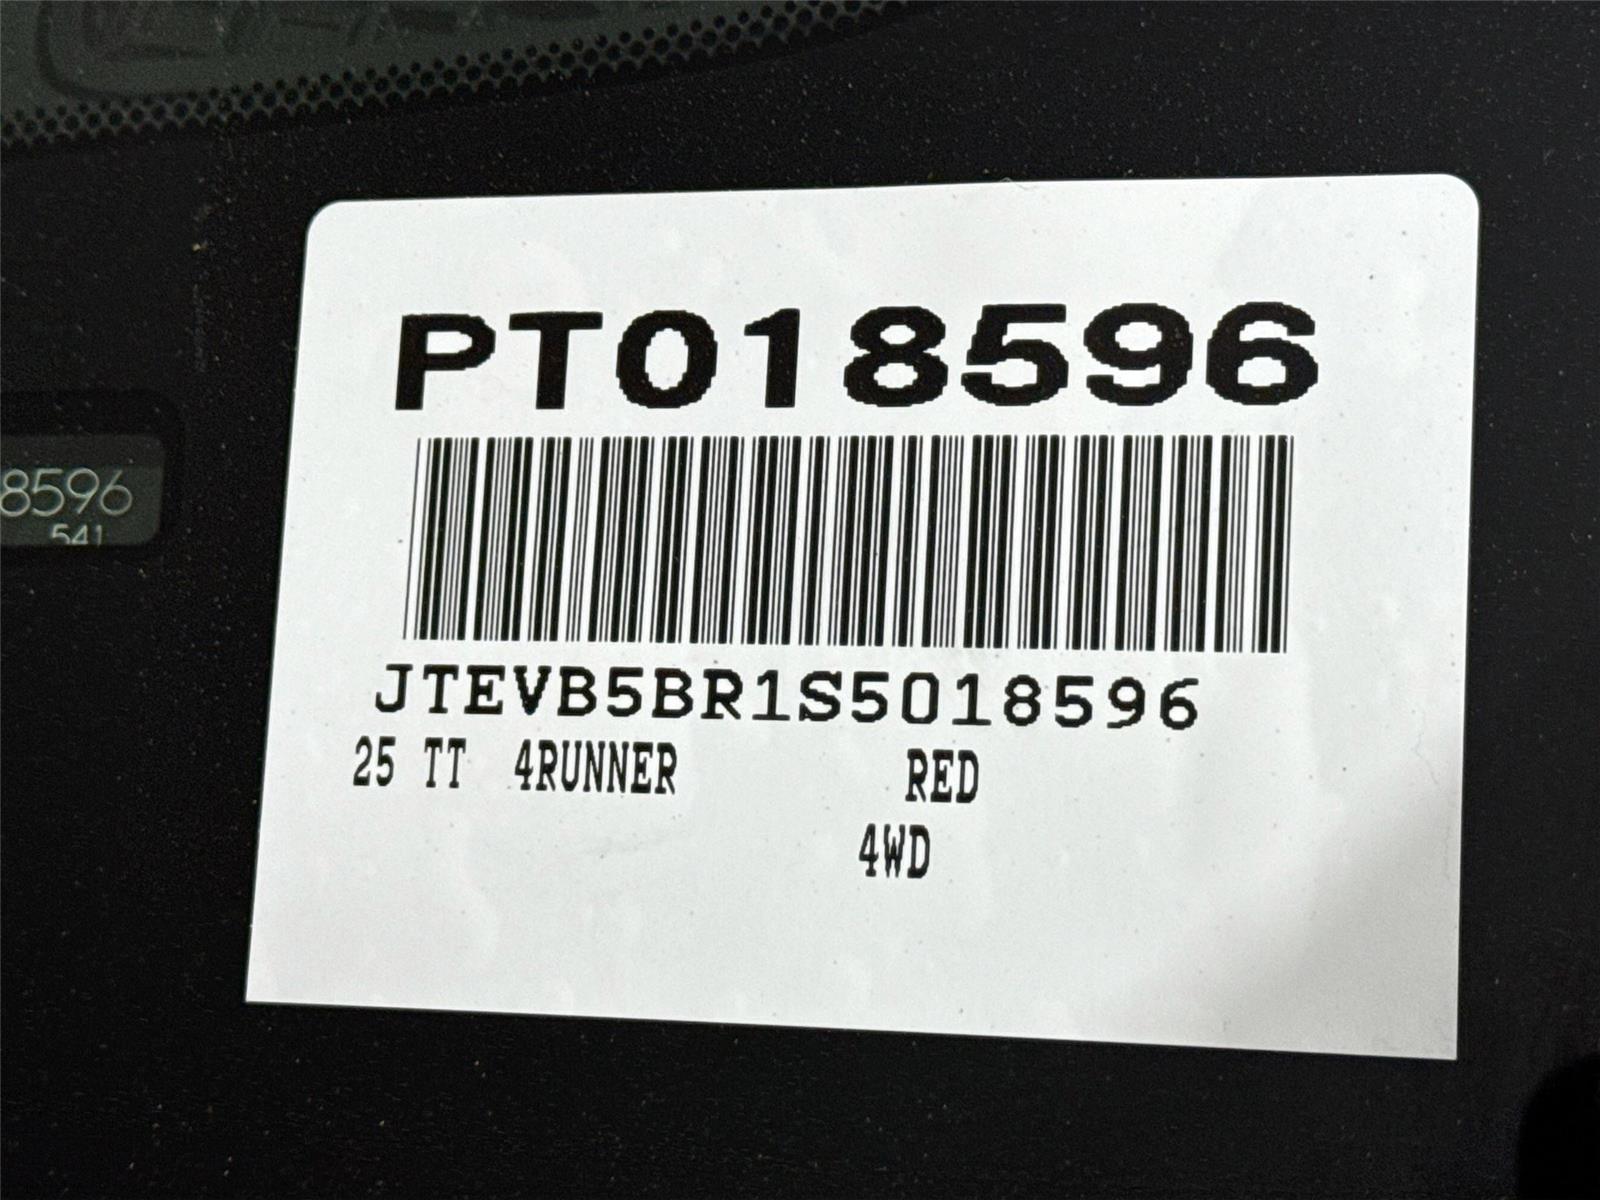 PT018596
8596
541
JTEVB5BR1S5018596
25 TT 4RUNNER RED
4WD